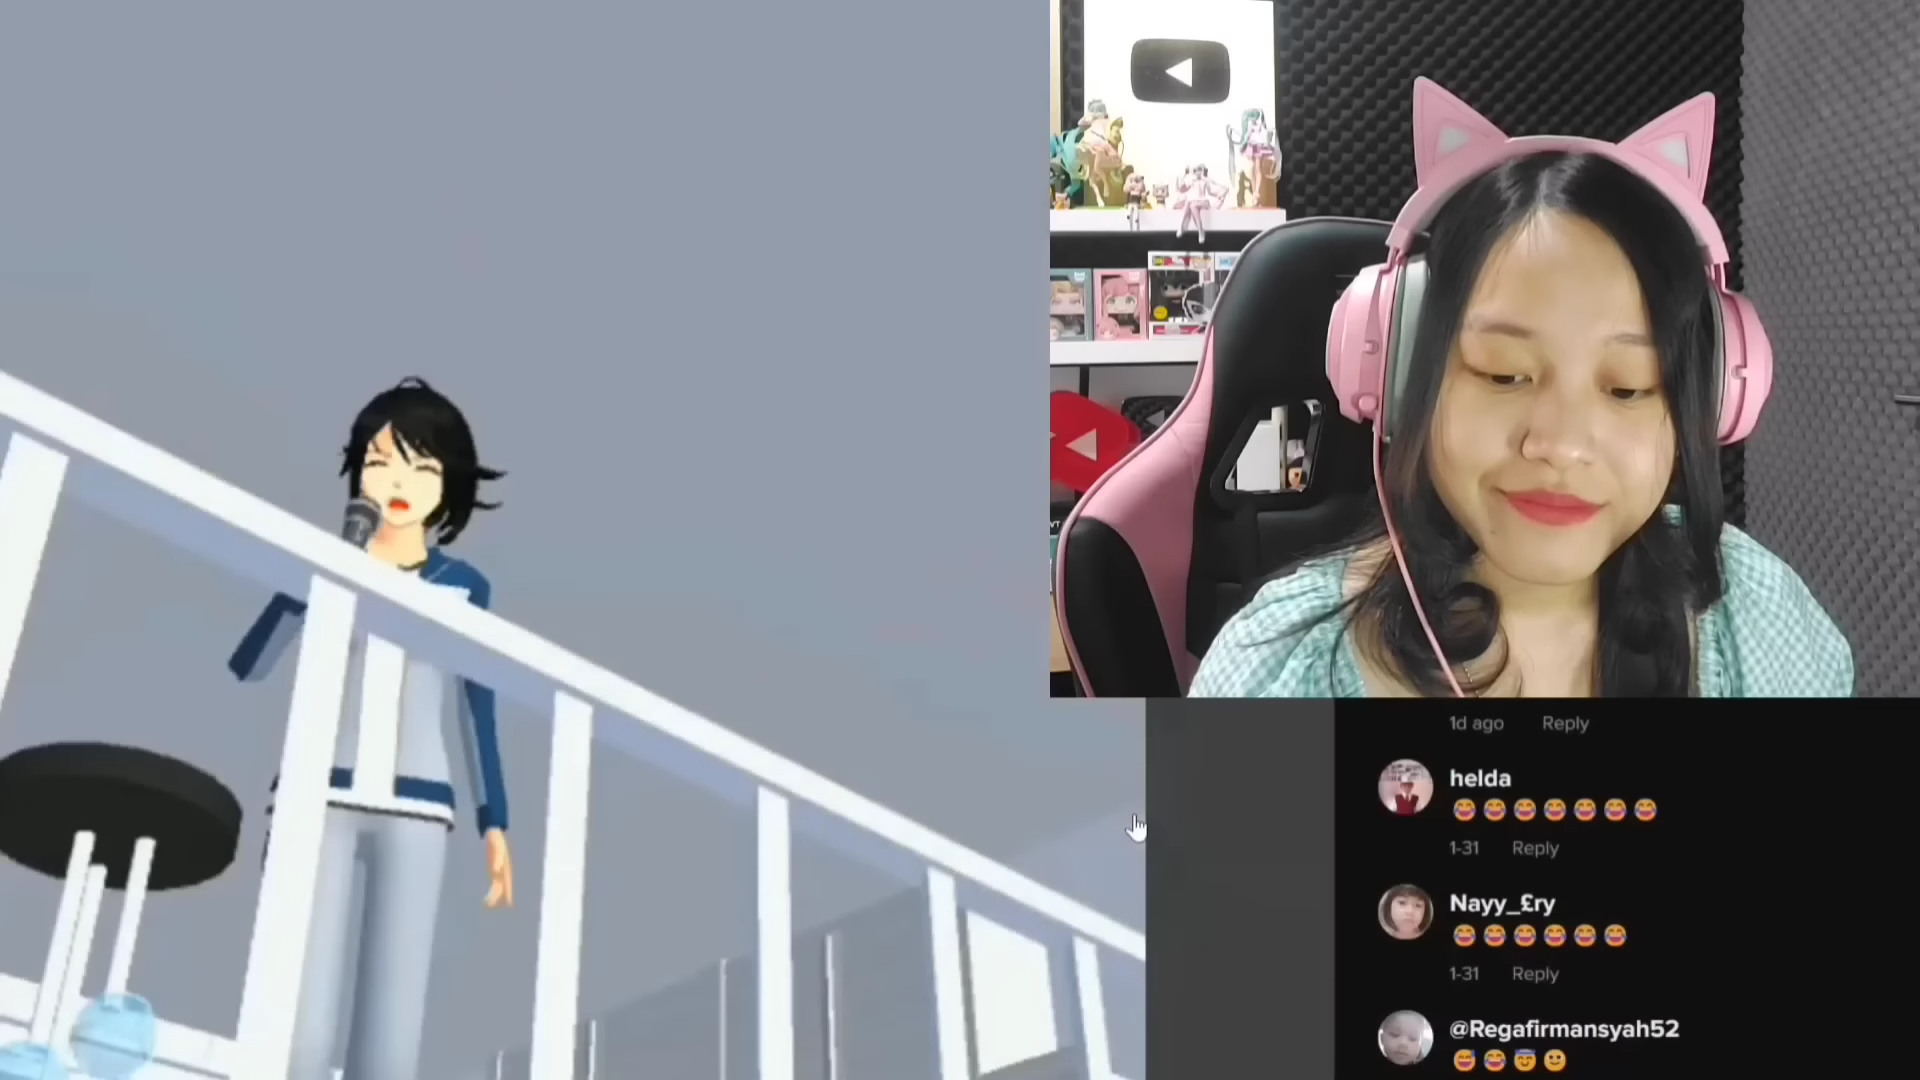 1d ago Reply
helda
😂😂😂😂😂😂😂
1-31 Reply
Nayy_£ry
😂😂😂😂😂😂
1-31 Reply
@Regafirmansyah52
😅😂😇🙂